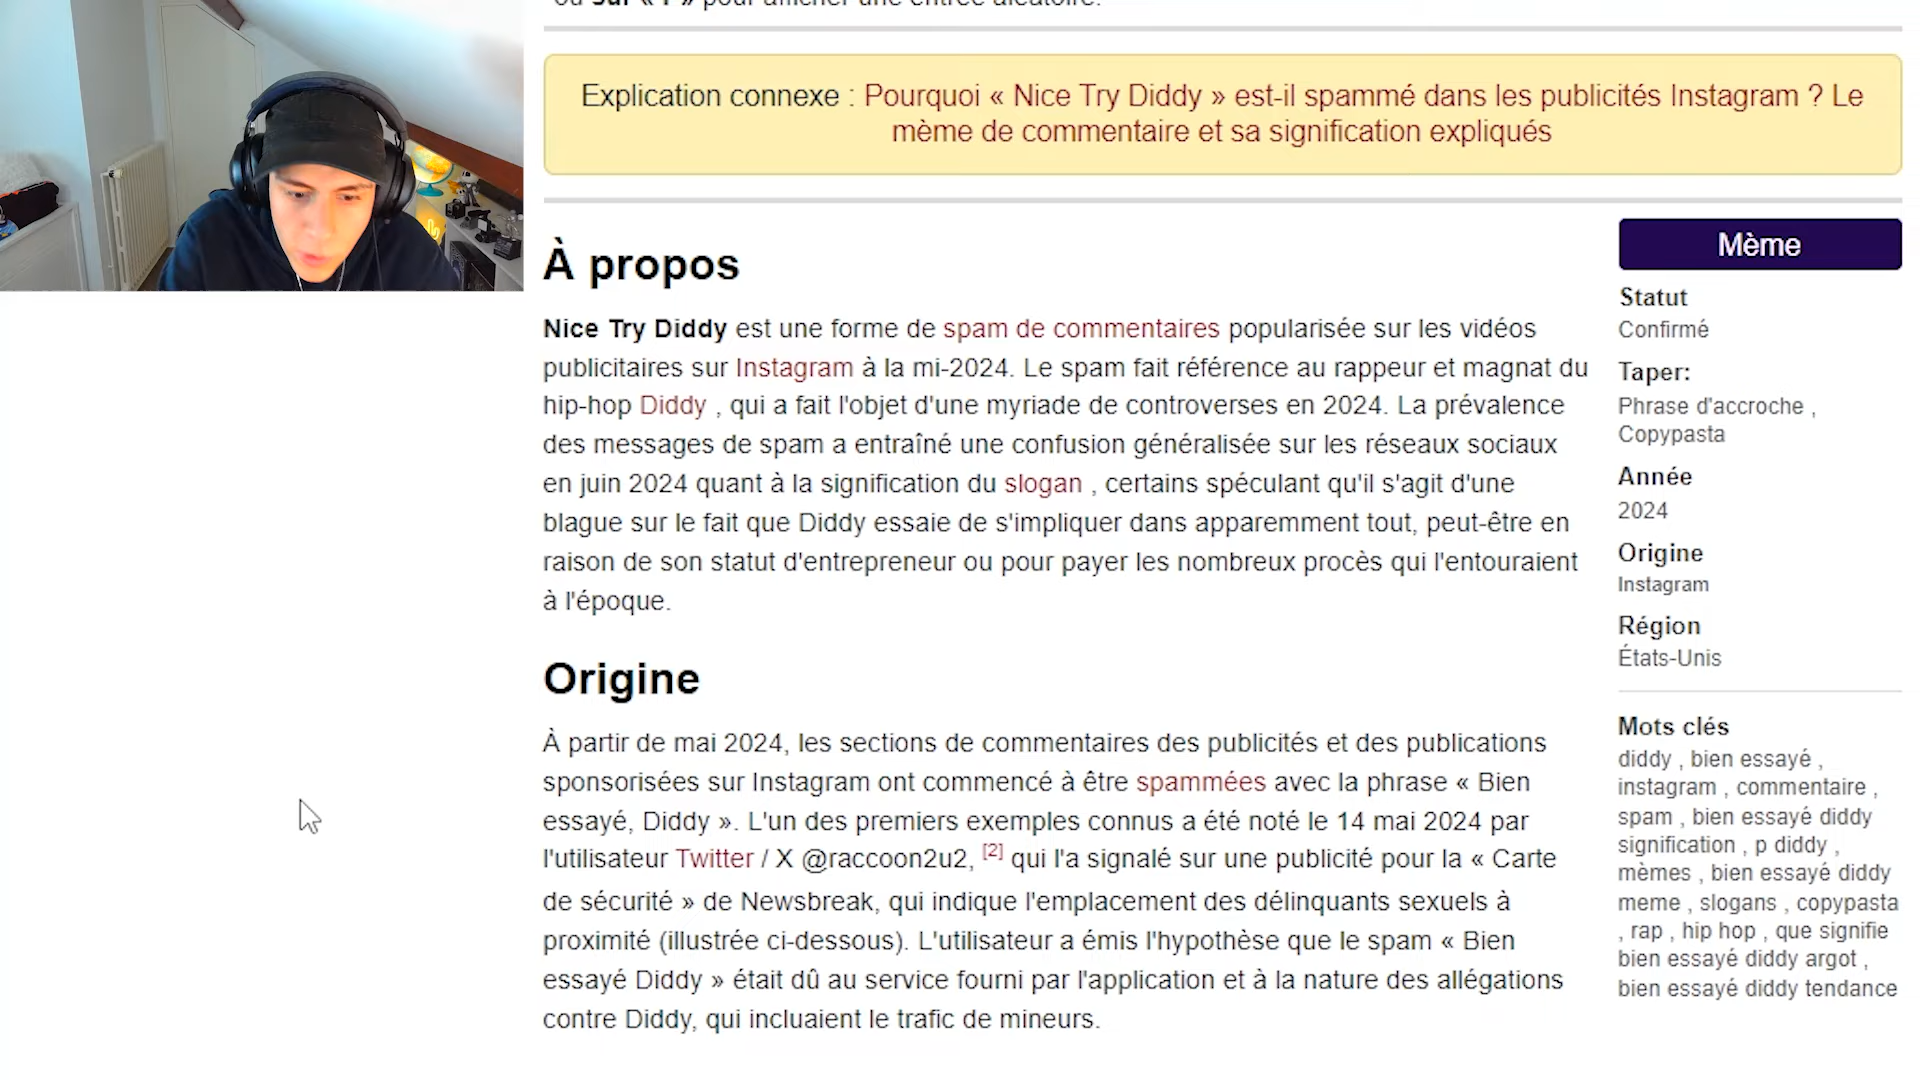 ou sur « r » pour afficher une entrée aléatoire.
Explication connexe : Pourquoi « Nice Try Diddy » est-il spammé dans les publicités Instagram ? Le
mème de commentaire et sa signification expliqués
À propos
Nice Try Diddy est une forme de spam de commentaires popularisée sur les vidéos
publicitaires sur Instagram à la mi-2024. Le spam fait référence au rappeur et magnat du
hip-hop Diddy , qui a fait l'objet d'une myriade de controverses en 2024. La prévalence
des messages de spam a entraîné une confusion généralisée sur les réseaux sociaux
en juin 2024 quant à la signification du slogan , certains spéculant qu'il s'agit d'une
blague sur le fait que Diddy essaie de s'impliquer dans apparemment tout, peut-être en
raison de son statut d'entrepreneur ou pour payer les nombreux procès qui l'entouraient
à l'époque.
Origine
À partir de mai 2024, les sections de commentaires des publicités et des publications
sponsorisées sur Instagram ont commencé à être spammées avec la phrase « Bien
essayé, Diddy ». L'un des premiers exemples connus a été noté le 14 mai 2024 par
l'utilisateur Twitter / X @raccoon2u2, [2] qui l'a signalé sur une publicité pour la « Carte
de sécurité » de Newsbreak, qui indique l'emplacement des délinquants sexuels à
proximité (illustrée ci-dessous). L'utilisateur a émis l'hypothèse que le spam « Bien
essayé Diddy » était dû au service fourni par l'application et à la nature des allégations
contre Diddy, qui incluaient le trafic de mineurs.
Mème
Statut
Confirmé
Taper:
Phrase d'accroche ,
Copypasta
Année
2024
Origine
Instagram
Région
États-Unis
Mots clés
diddy , bien essayé ,
instagram , commentaire ,
spam , bien essayé diddy
signification , p diddy ,
mèmes , bien essayé diddy
meme , slogans , copypasta
, rap , hip hop , que signifie
bien essayé diddy argot ,
bien essayé diddy tendance